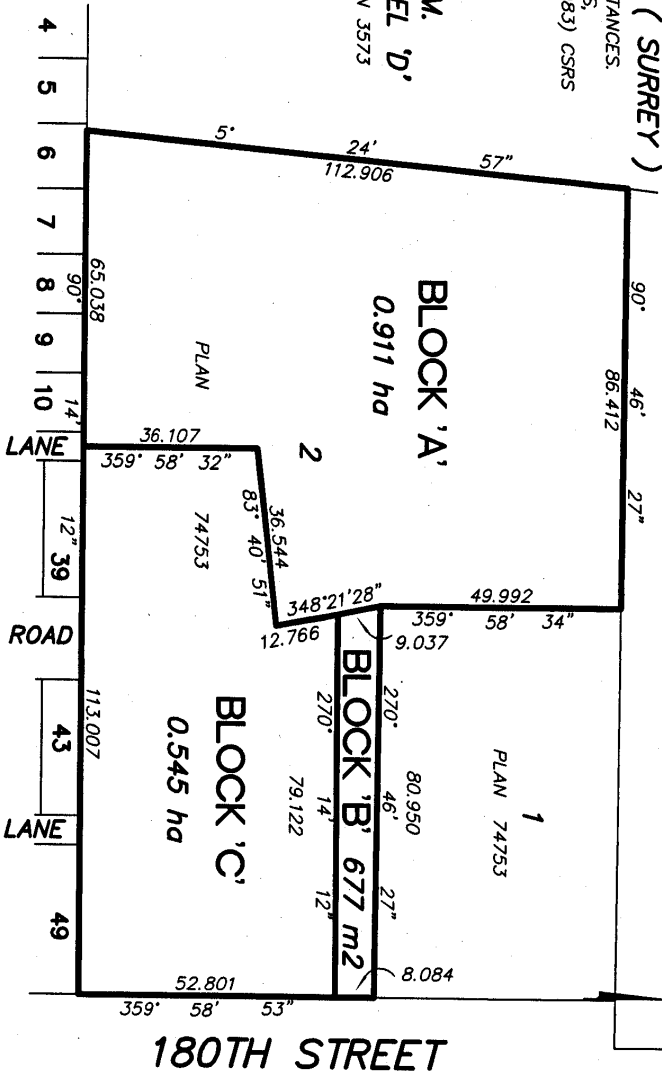 ( SURREY )
TANCES.
S,
83) CSRS
M.
EL 'D'
N 3573
5° 24' 57"
112.906
90° 46' 27"
86.412
BLOCK 'A'
0.911 ha
2
PLAN
74753
65.038
90° 14' 12"
113.007
36.107
359° 58' 32"
36.544
83° 40' 51"
348°21'28"
12.766
9.037
49.992
359° 58' 34"
1
PLAN 74753
270° 46' 27"
80.950
BLOCK 'B' 677 m2
270° 14' 12"
79.122
8.084
BLOCK 'C'
0.545 ha
52.801
359° 58' 53"
4
5
6
7
8
9
10
LANE
39
ROAD
43
LANE
49
180TH STREET